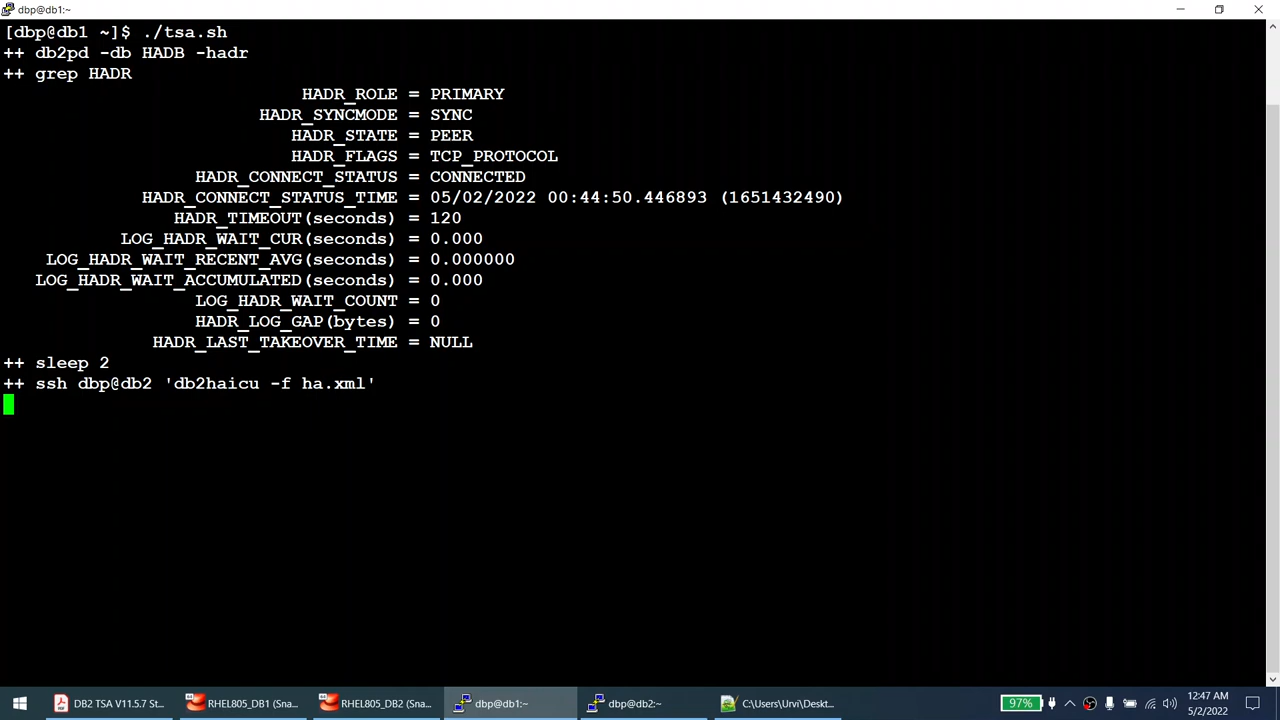 dbp@db1:~
[dbp@db1 ~]$ ./tsa.sh
++ db2pd -db HADB -hadr
++ grep HADR
HADR_ROLE = PRIMARY
HADR_SYNCMODE = SYNC
HADR_STATE = PEER
HADR_FLAGS = TCP_PROTOCOL
HADR_CONNECT_STATUS = CONNECTED
HADR_CONNECT_STATUS_TIME = 05/02/2022 00:44:50.446893 (1651432490)
HADR_TIMEOUT(seconds) = 120
LOG_HADR_WAIT_CUR(seconds) = 0.000
LOG_HADR_WAIT_RECENT_AVG(seconds) = 0.000000
LOG_HADR_WAIT_ACCUMULATED(seconds) = 0.000
LOG_HADR_WAIT_COUNT = 0
HADR_LOG_GAP(bytes) = 0
HADR_LAST_TAKEOVER_TIME = NULL
++ sleep 2
++ ssh dbp@db2 'db2haicu -f ha.xml'
DB2 TSA V11.5.7 St... RHEL805_DB1 (Sna... RHEL805_DB2 (Sna... dbp@db1:~ dbp@db2:~ C:\Users\Urvi\Deskt... 97% 12:47 AM
5/2/2022